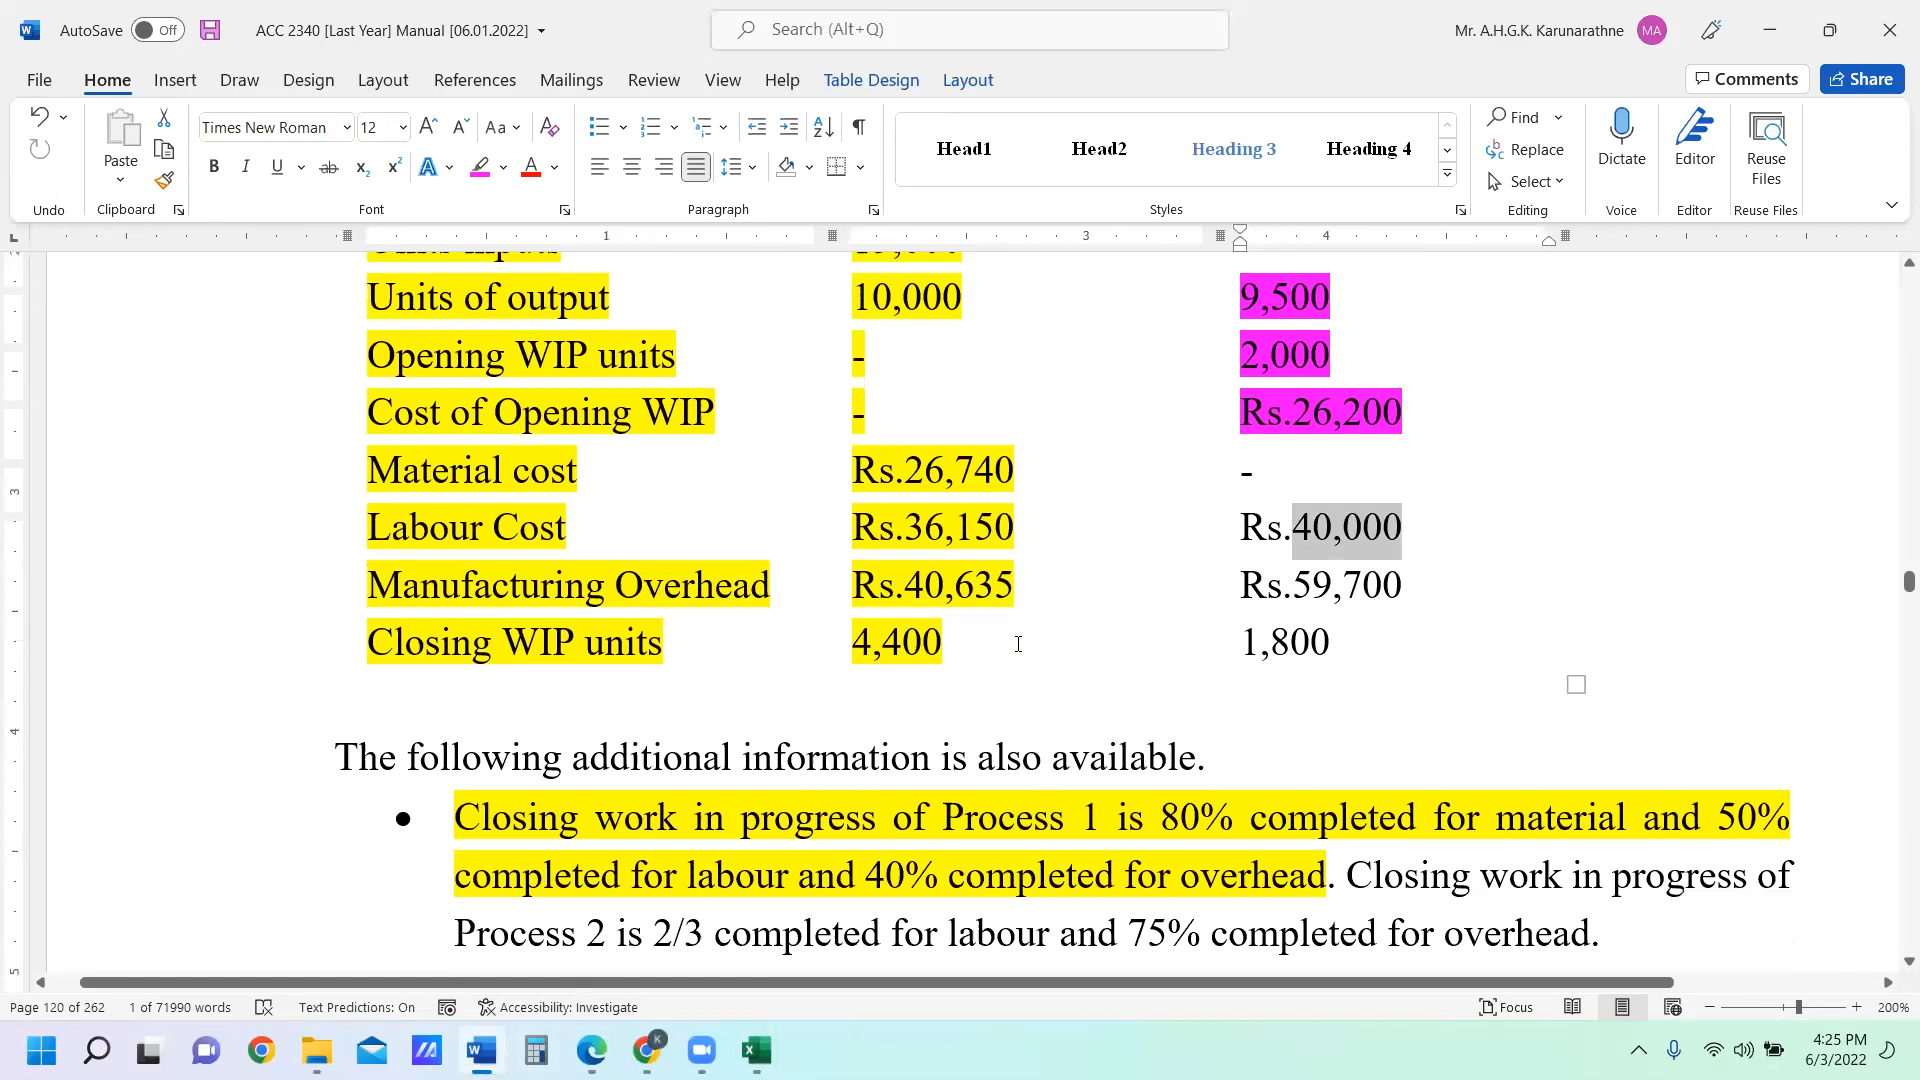 AutoSave Off ACC 2340 [Last Year] Manual [06.01.2022] Search (Alt+Q) Mr. A.H.G.K. Karunarathne MA
File Home Insert Draw Design Layout References Mailings Review View Help Table Design Layout Comments Share
Times New Roman 12 Aa Head1 Head2 Heading 3 Heading 4 Find Replace Select
Paste B I U ab x₂ x² A A Dictate Editor Reuse Files
Undo Clipboard Font Paragraph Styles Editing Voice Editor Reuse Files
1 3 4
Units of output 10,000 9,500
Opening WIP units - 2,000
Cost of Opening WIP - Rs.26,200
Material cost Rs.26,740 -
Labour Cost Rs.36,150 Rs.40,000
Manufacturing Overhead Rs.40,635 Rs.59,700
Closing WIP units 4,400 1,800
The following additional information is also available.
● Closing work in progress of Process 1 is 80% completed for material and 50%
completed for labour and 40% completed for overhead. Closing work in progress of
Process 2 is 2/3 completed for labour and 75% completed for overhead.
Page 120 of 262 1 of 71990 words Text Predictions: On Accessibility: Investigate Focus 200%
4:25 PM
6/3/2022